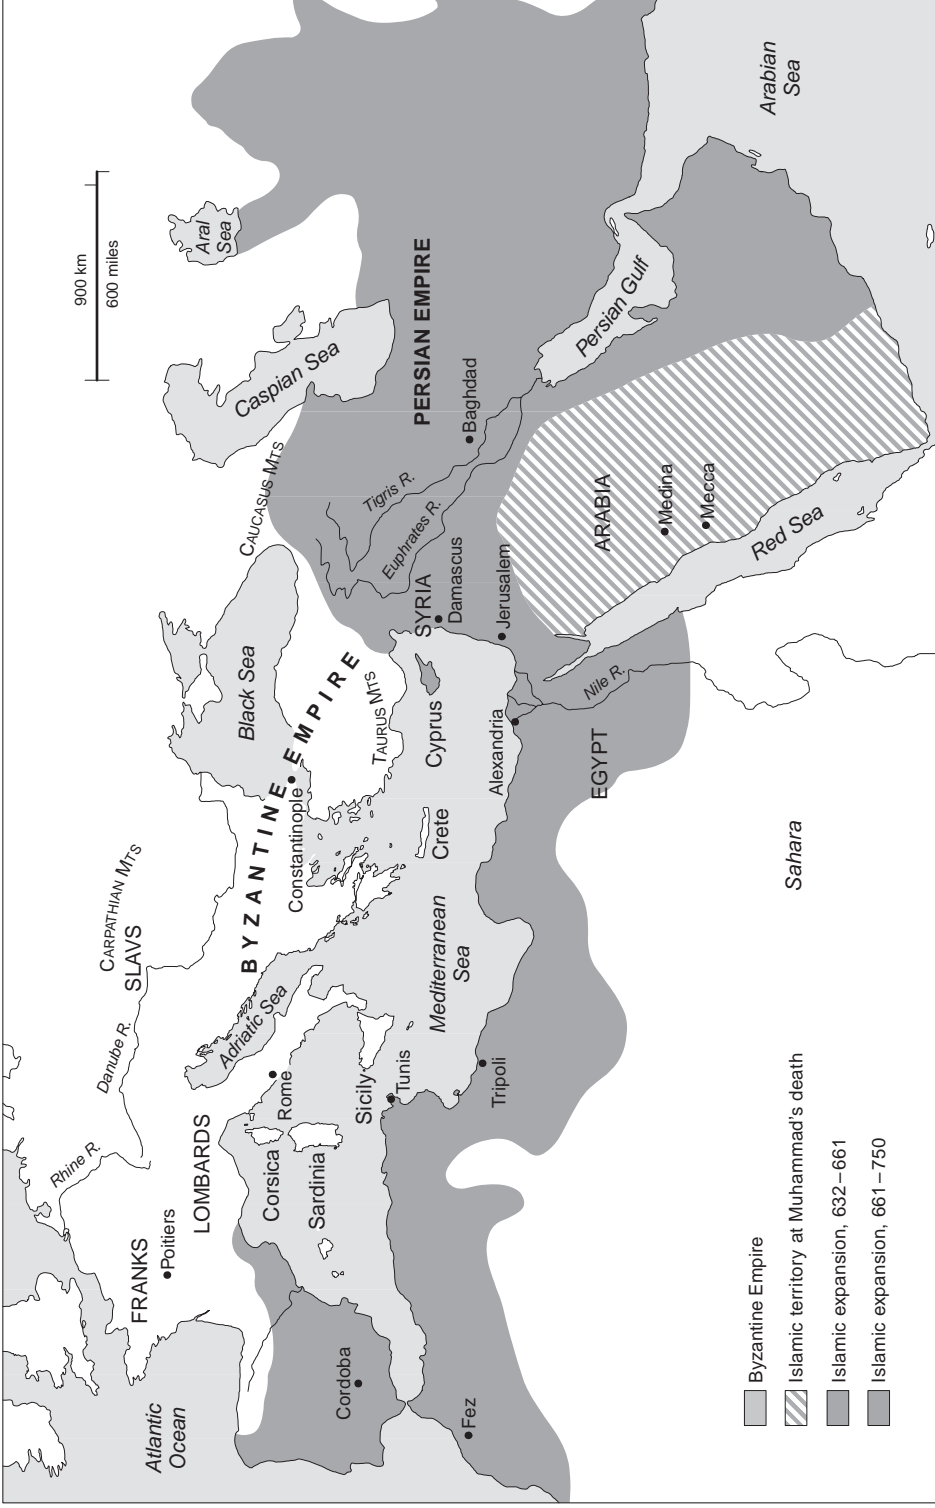 900 km
600 miles
Atlantic
Ocean
FRANKS
Poitiers
Rhine R.
Danube R.
SLAVS
CARPATHIAN MTS
LOMBARDS
Adriatic Sea
BYZANTINE EMPIRE
Constantinople
Black Sea
CAUCASUS MTS
Caspian Sea
Aral
Sea
Corsica
Rome
Sardinia
Sicily
Tunis
Cordoba
Fez
Tripoli
Mediterranean
Sea
Crete
Cyprus
TAURUS MTS
SYRIA
Damascus
Jerusalem
Alexandria
Euphrates R.
Tigris R.
Baghdad
PERSIAN EMPIRE
Persian Gulf
EGYPT
Nile R.
ARABIA
Medina
Mecca
Red Sea
Arabian
Sea
Sahara
Byzantine Empire
Islamic territory at Muhammad's death
Islamic expansion, 632–661
Islamic expansion, 661–750